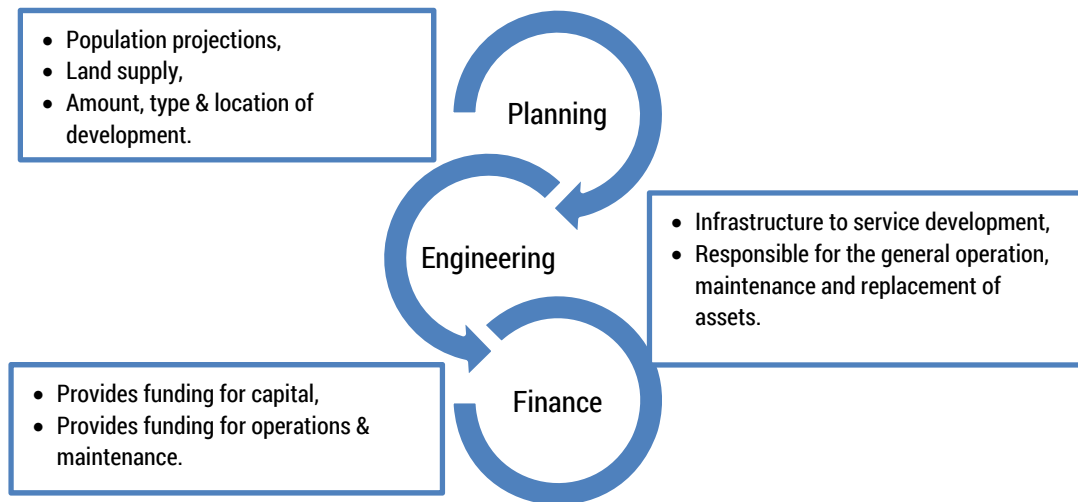 • Population projections,
• Land supply,
• Amount, type & location of
development.
Planning
Engineering
• Infrastructure to service development,
• Responsible for the general operation,
maintenance and replacement of
assets.
• Provides funding for capital,
• Provides funding for operations &
maintenance.
Finance